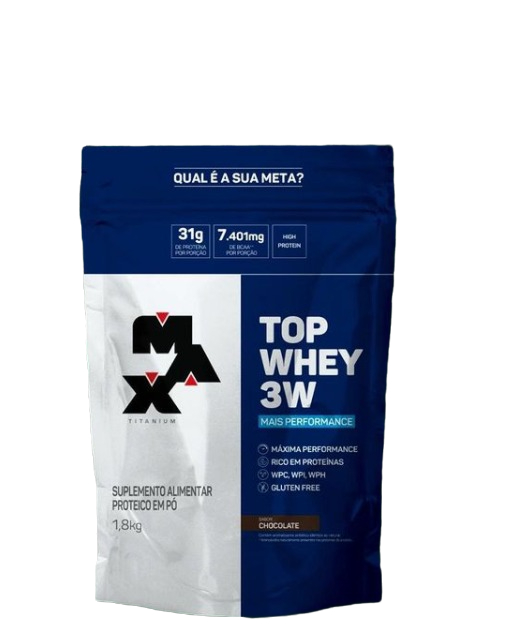 QUAL É A SUA META?
31g
DE PROTEÍNA
POR PORÇÃO
7.401mg
DE BCAA**
POR PORÇÃO
HIGH
PROTEIN
MAX
TITANIUM
TOP
WHEY
3W
MAIS PERFORMANCE
MÁXIMA PERFORMANCE
RICO EM PROTEÍNAS
WPC, WPI, WPH
GLUTEN FREE
SUPLEMENTO ALIMENTAR
PROTEICO EM PÓ
1,8kg
SABOR
CHOCOLATE